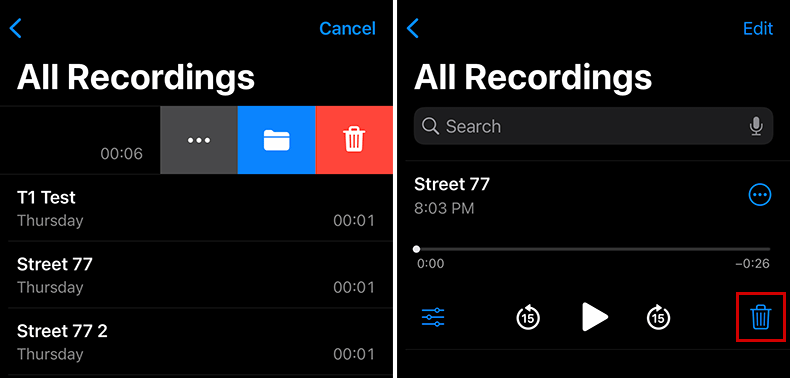 Cancel
All Recordings
00:06
T1 Test
Thursday
00:01
Street 77
Thursday
00:01
Street 77 2
Thursday
00:01
Edit
All Recordings
Search
Street 77
8:03 PM
0:00
−0:26
15
15